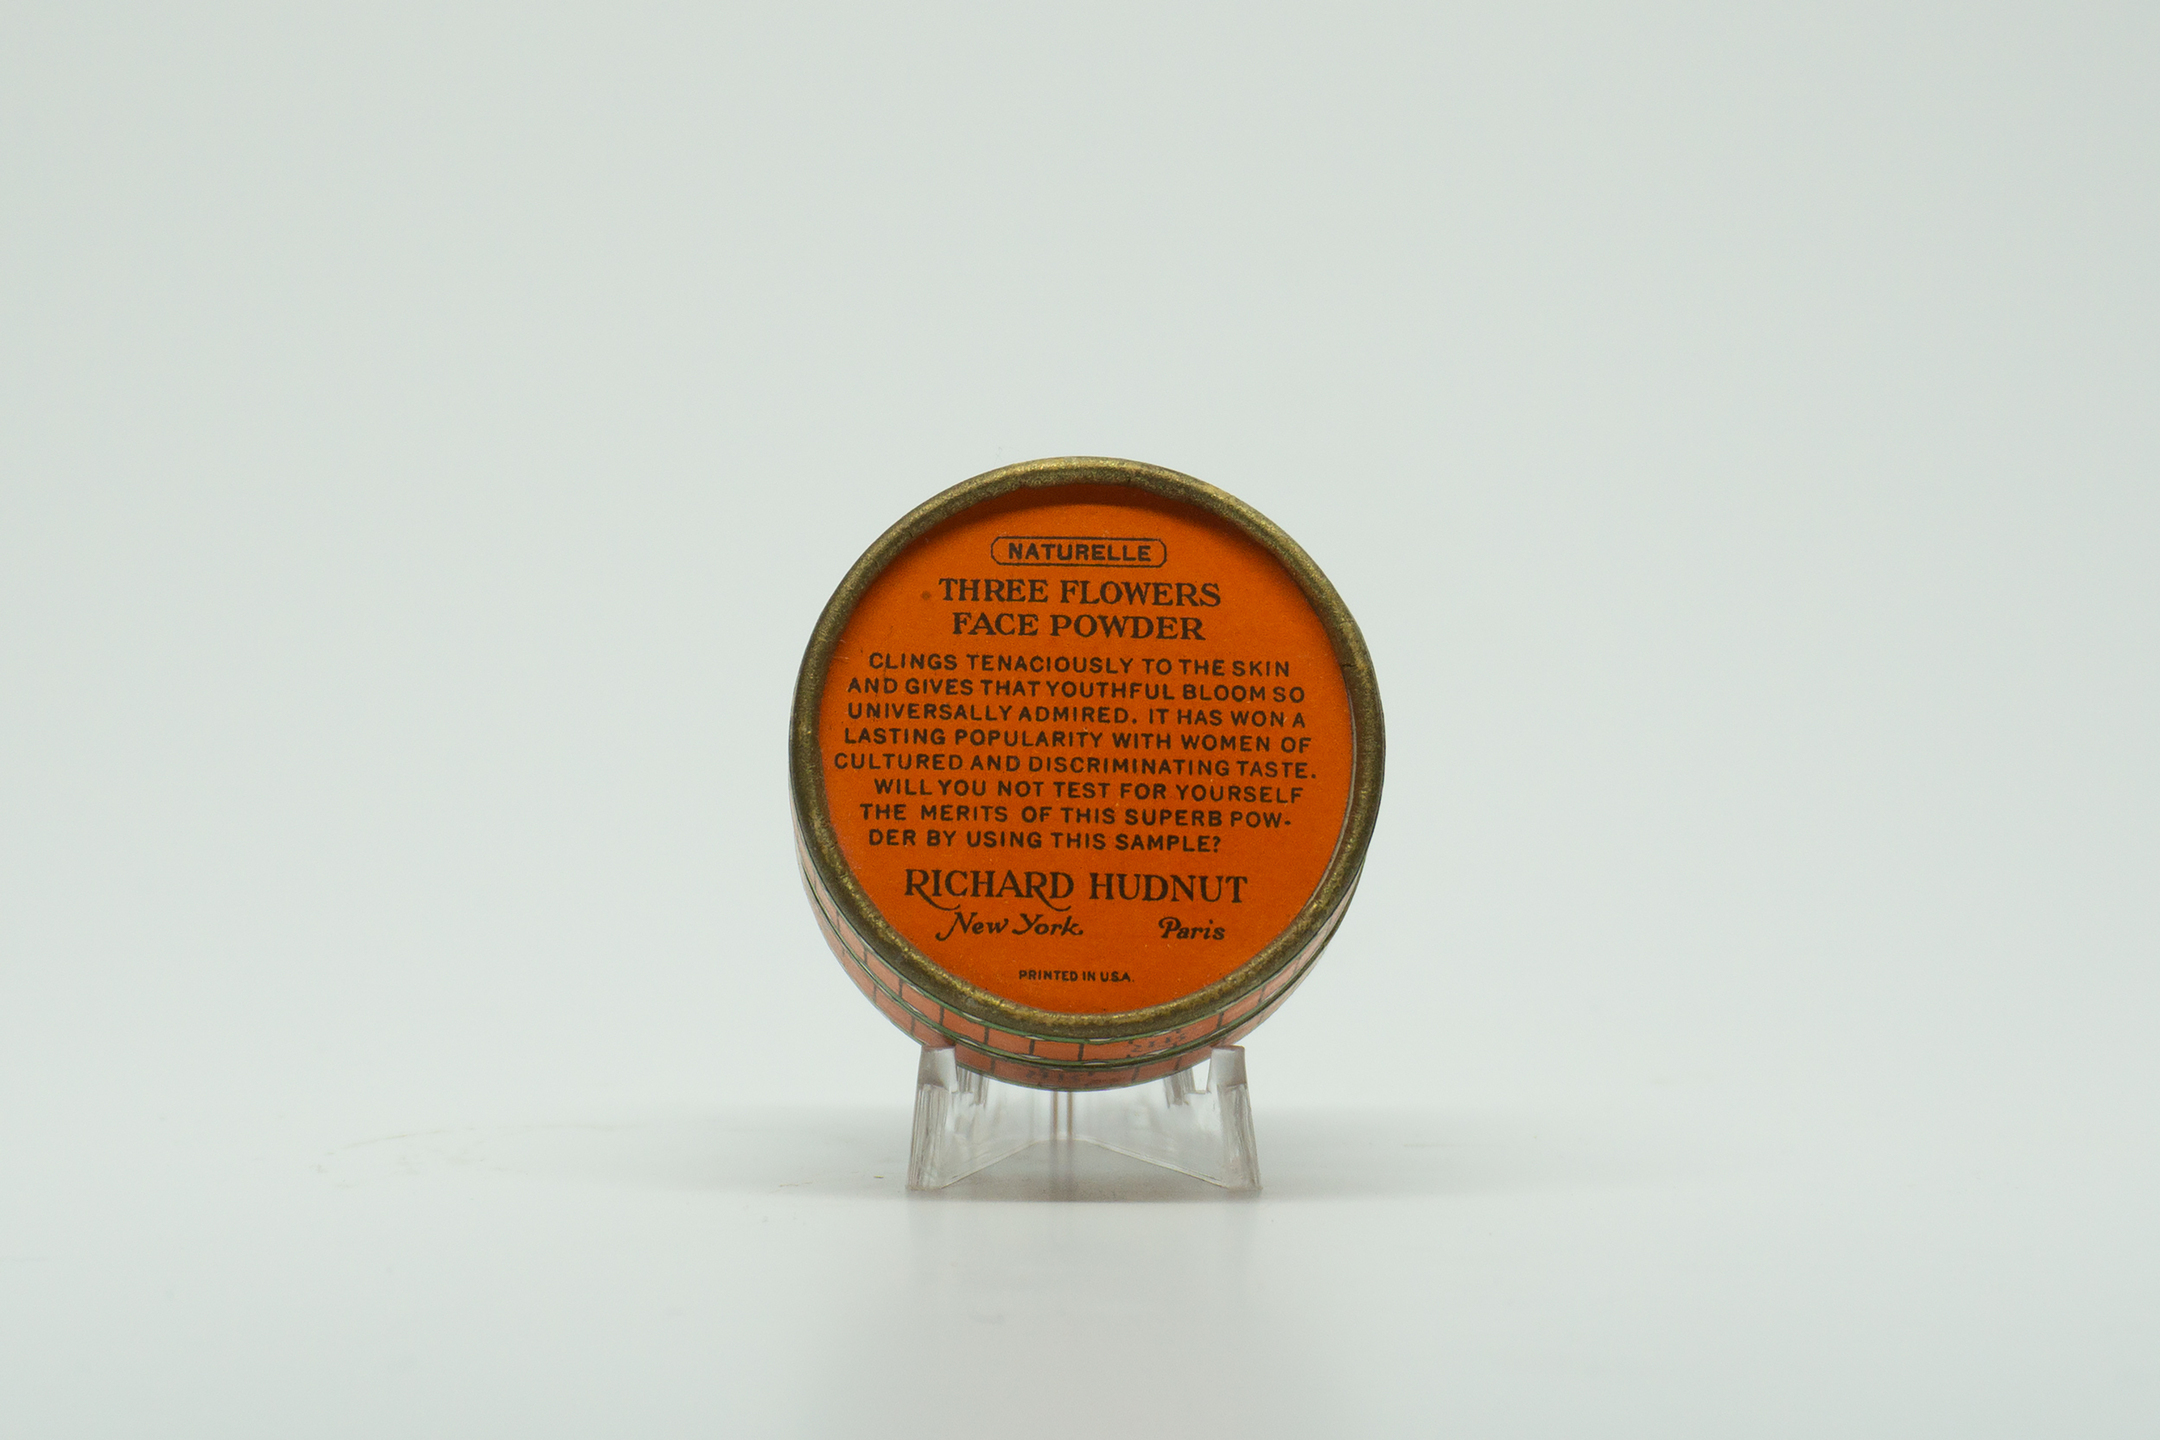 NATURELLE
THREE FLOWERS
FACE POWDER
CLINGS TENACIOUSLY TO THE SKIN
AND GIVES THAT YOUTHFUL BLOOM SO
UNIVERSALLY ADMIRED. IT HAS WON A
LASTING POPULARITY WITH WOMEN OF
CULTURED AND DISCRIMINATING TASTE.
WILL YOU NOT TEST FOR YOURSELF
THE MERITS OF THIS SUPERB POW-
DER BY USING THIS SAMPLE?
RICHARD HUDNUT
New York. Paris
PRINTED IN U.S.A.